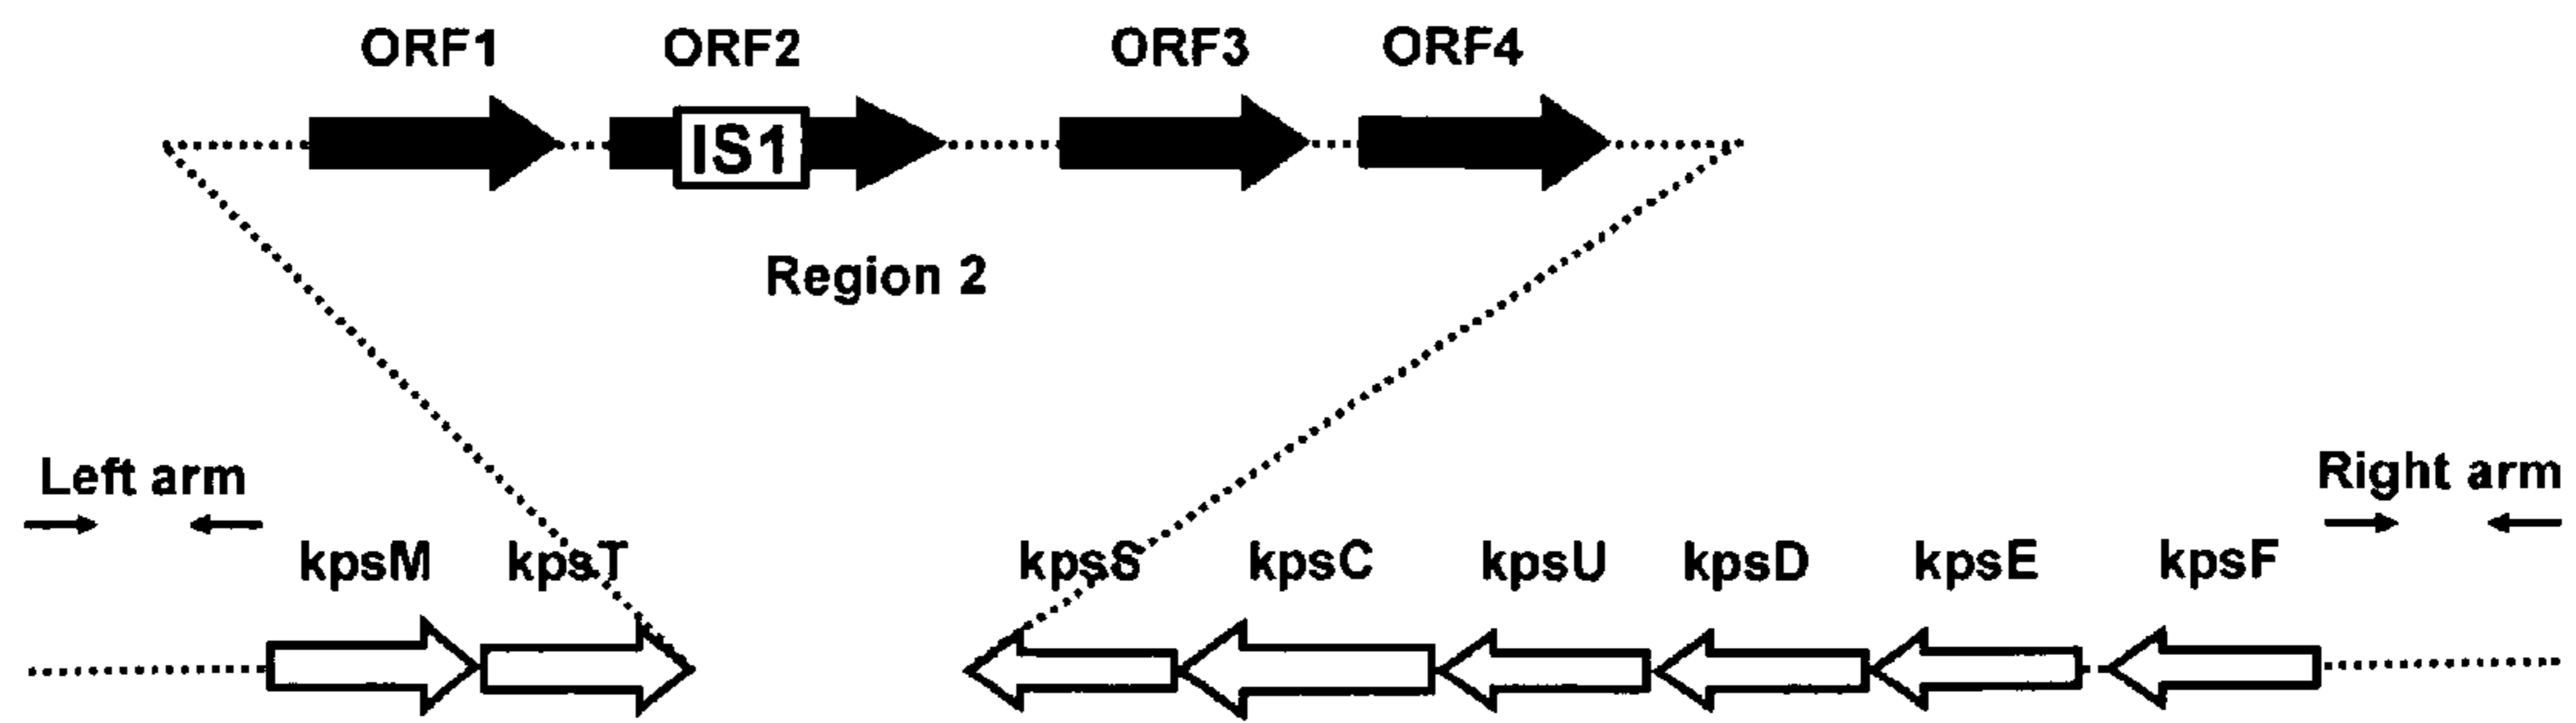 ORF1 ORF2 ORF3 ORF4
IS1
Region 2
Left arm Right arm
kpsM kpsT kpsS kpsC kpsU kpsD kpsE kpsF